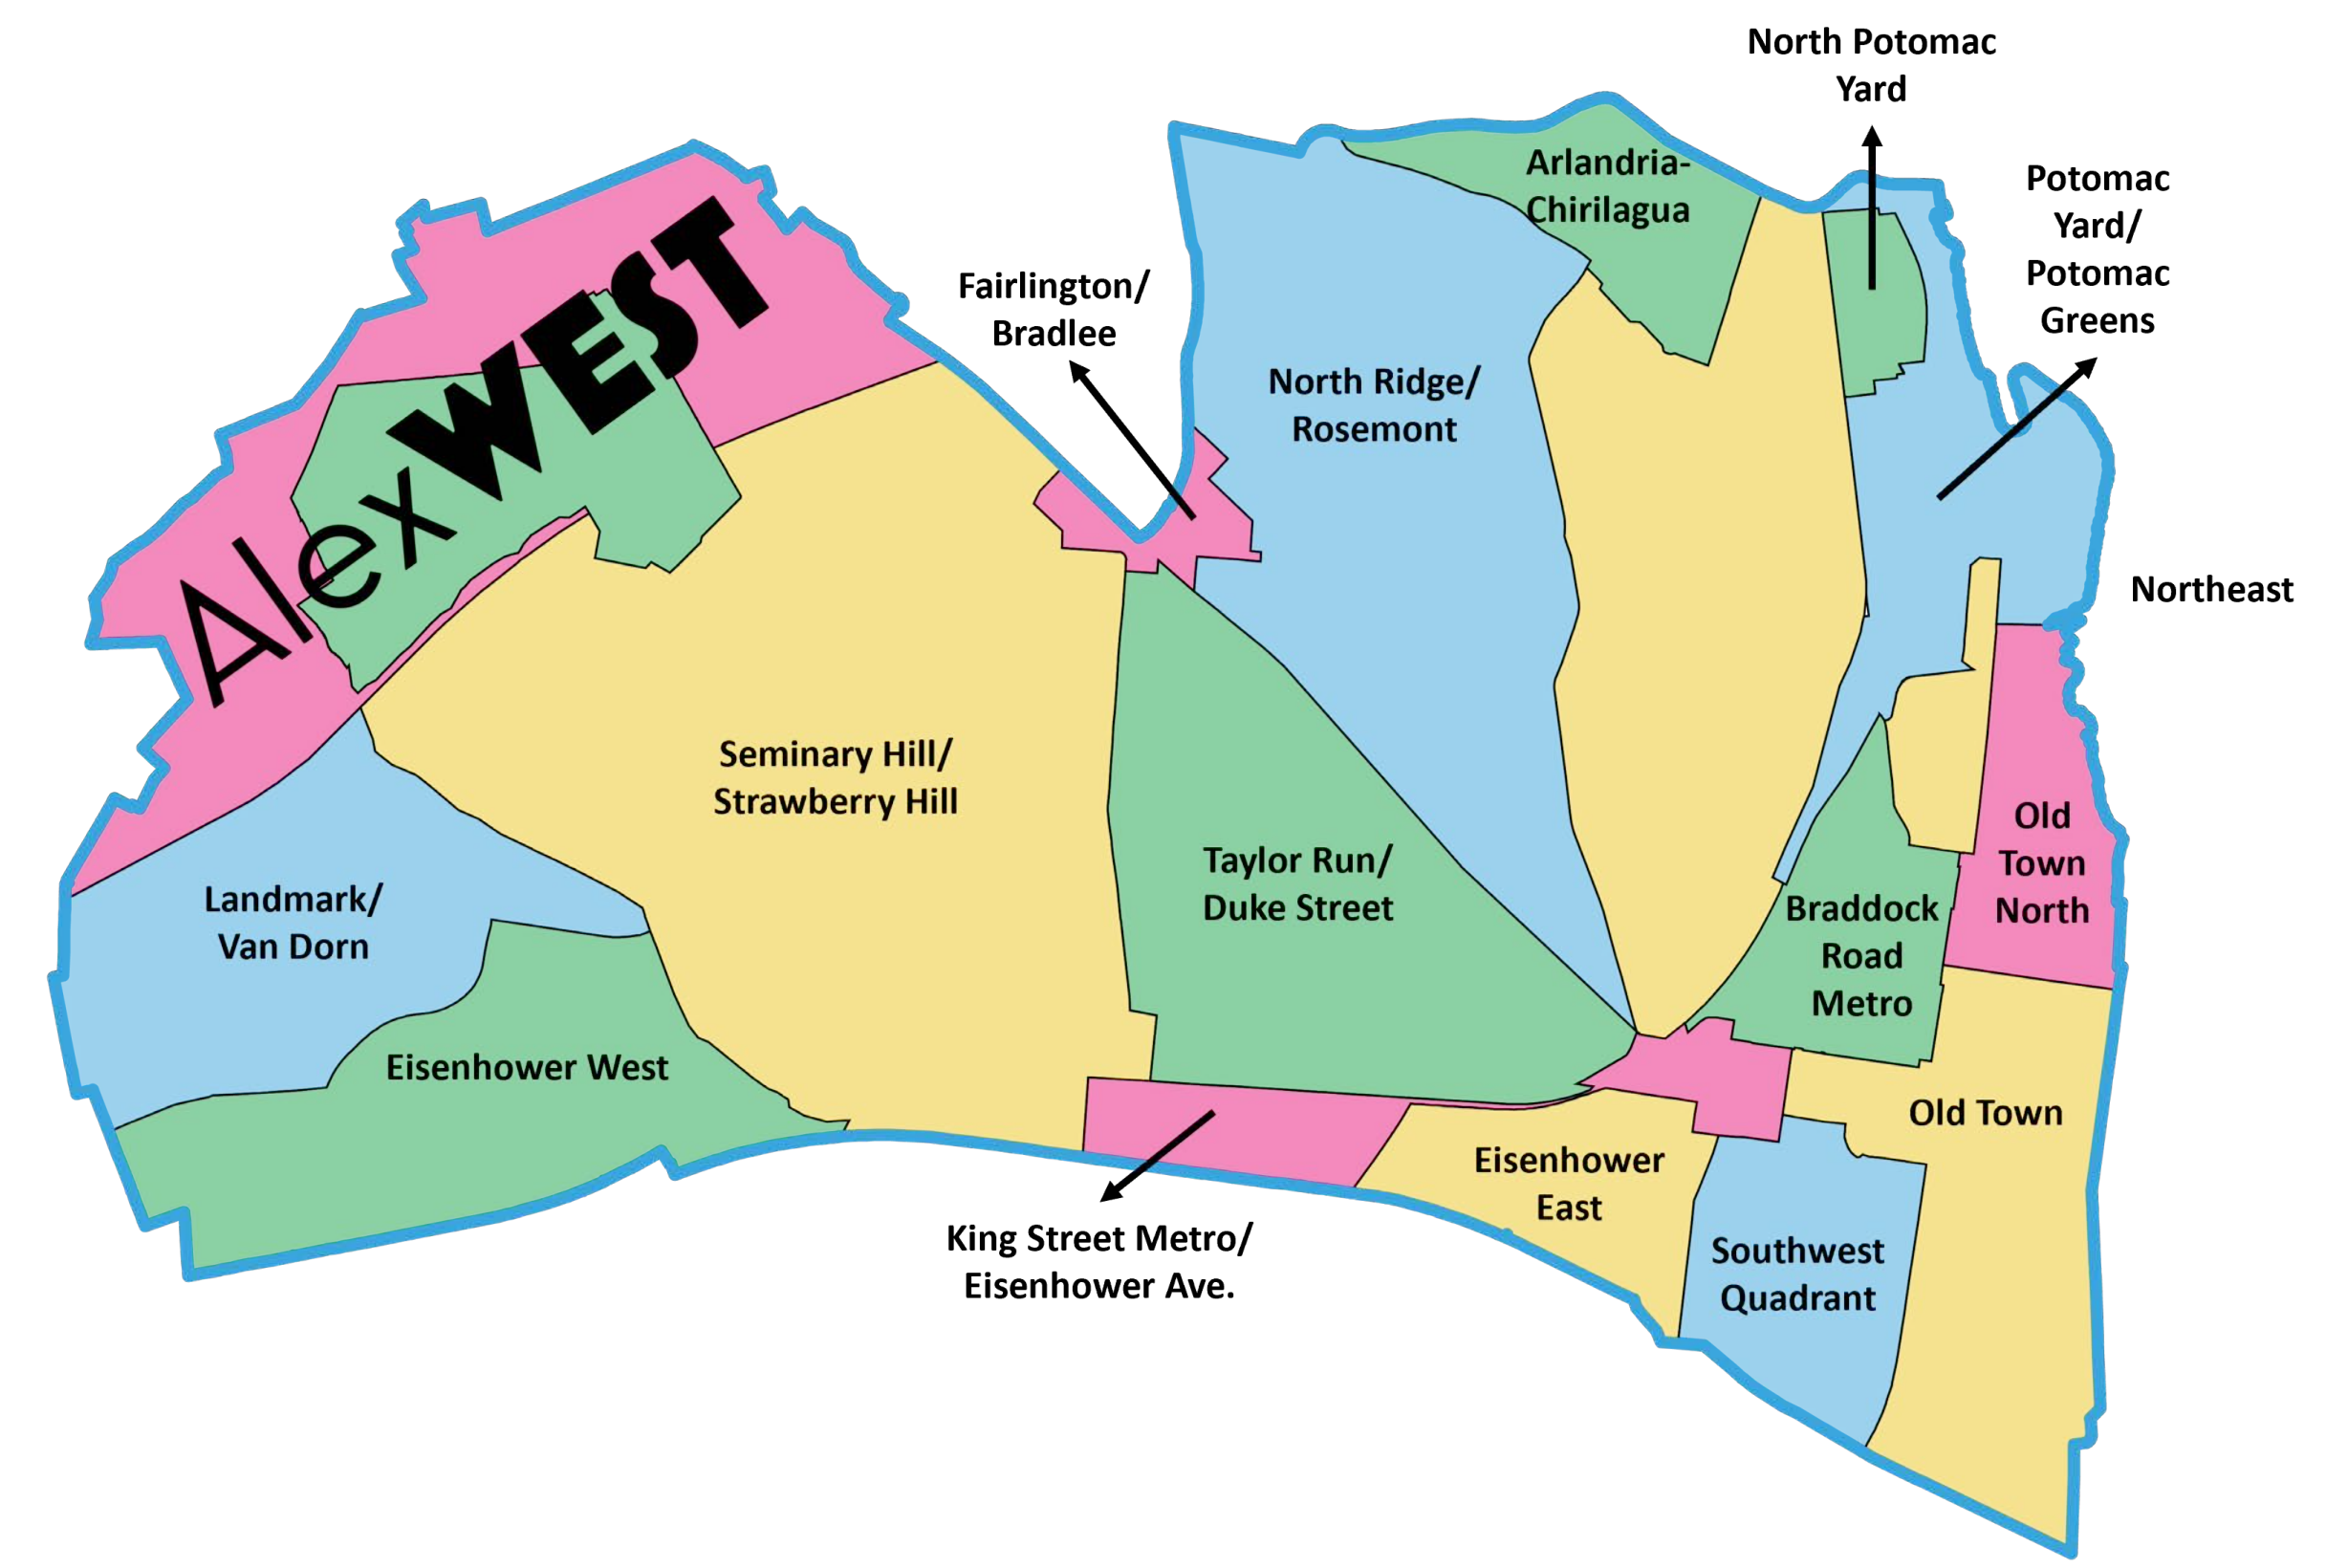 North Potomac
Yard
Potomac
Yard/
Potomac
Greens
Arlandria-
Chirilagua
AlexWEST
Fairlington/
Bradlee
North Ridge/
Rosemont
Northeast
Seminary Hill/
Strawberry Hill
Old
Town
North
Taylor Run/
Duke Street
Landmark/
Van Dorn
Braddock
Road
Metro
Eisenhower West
Old Town
Eisenhower
East
King Street Metro/
Eisenhower Ave.
Southwest
Quadrant